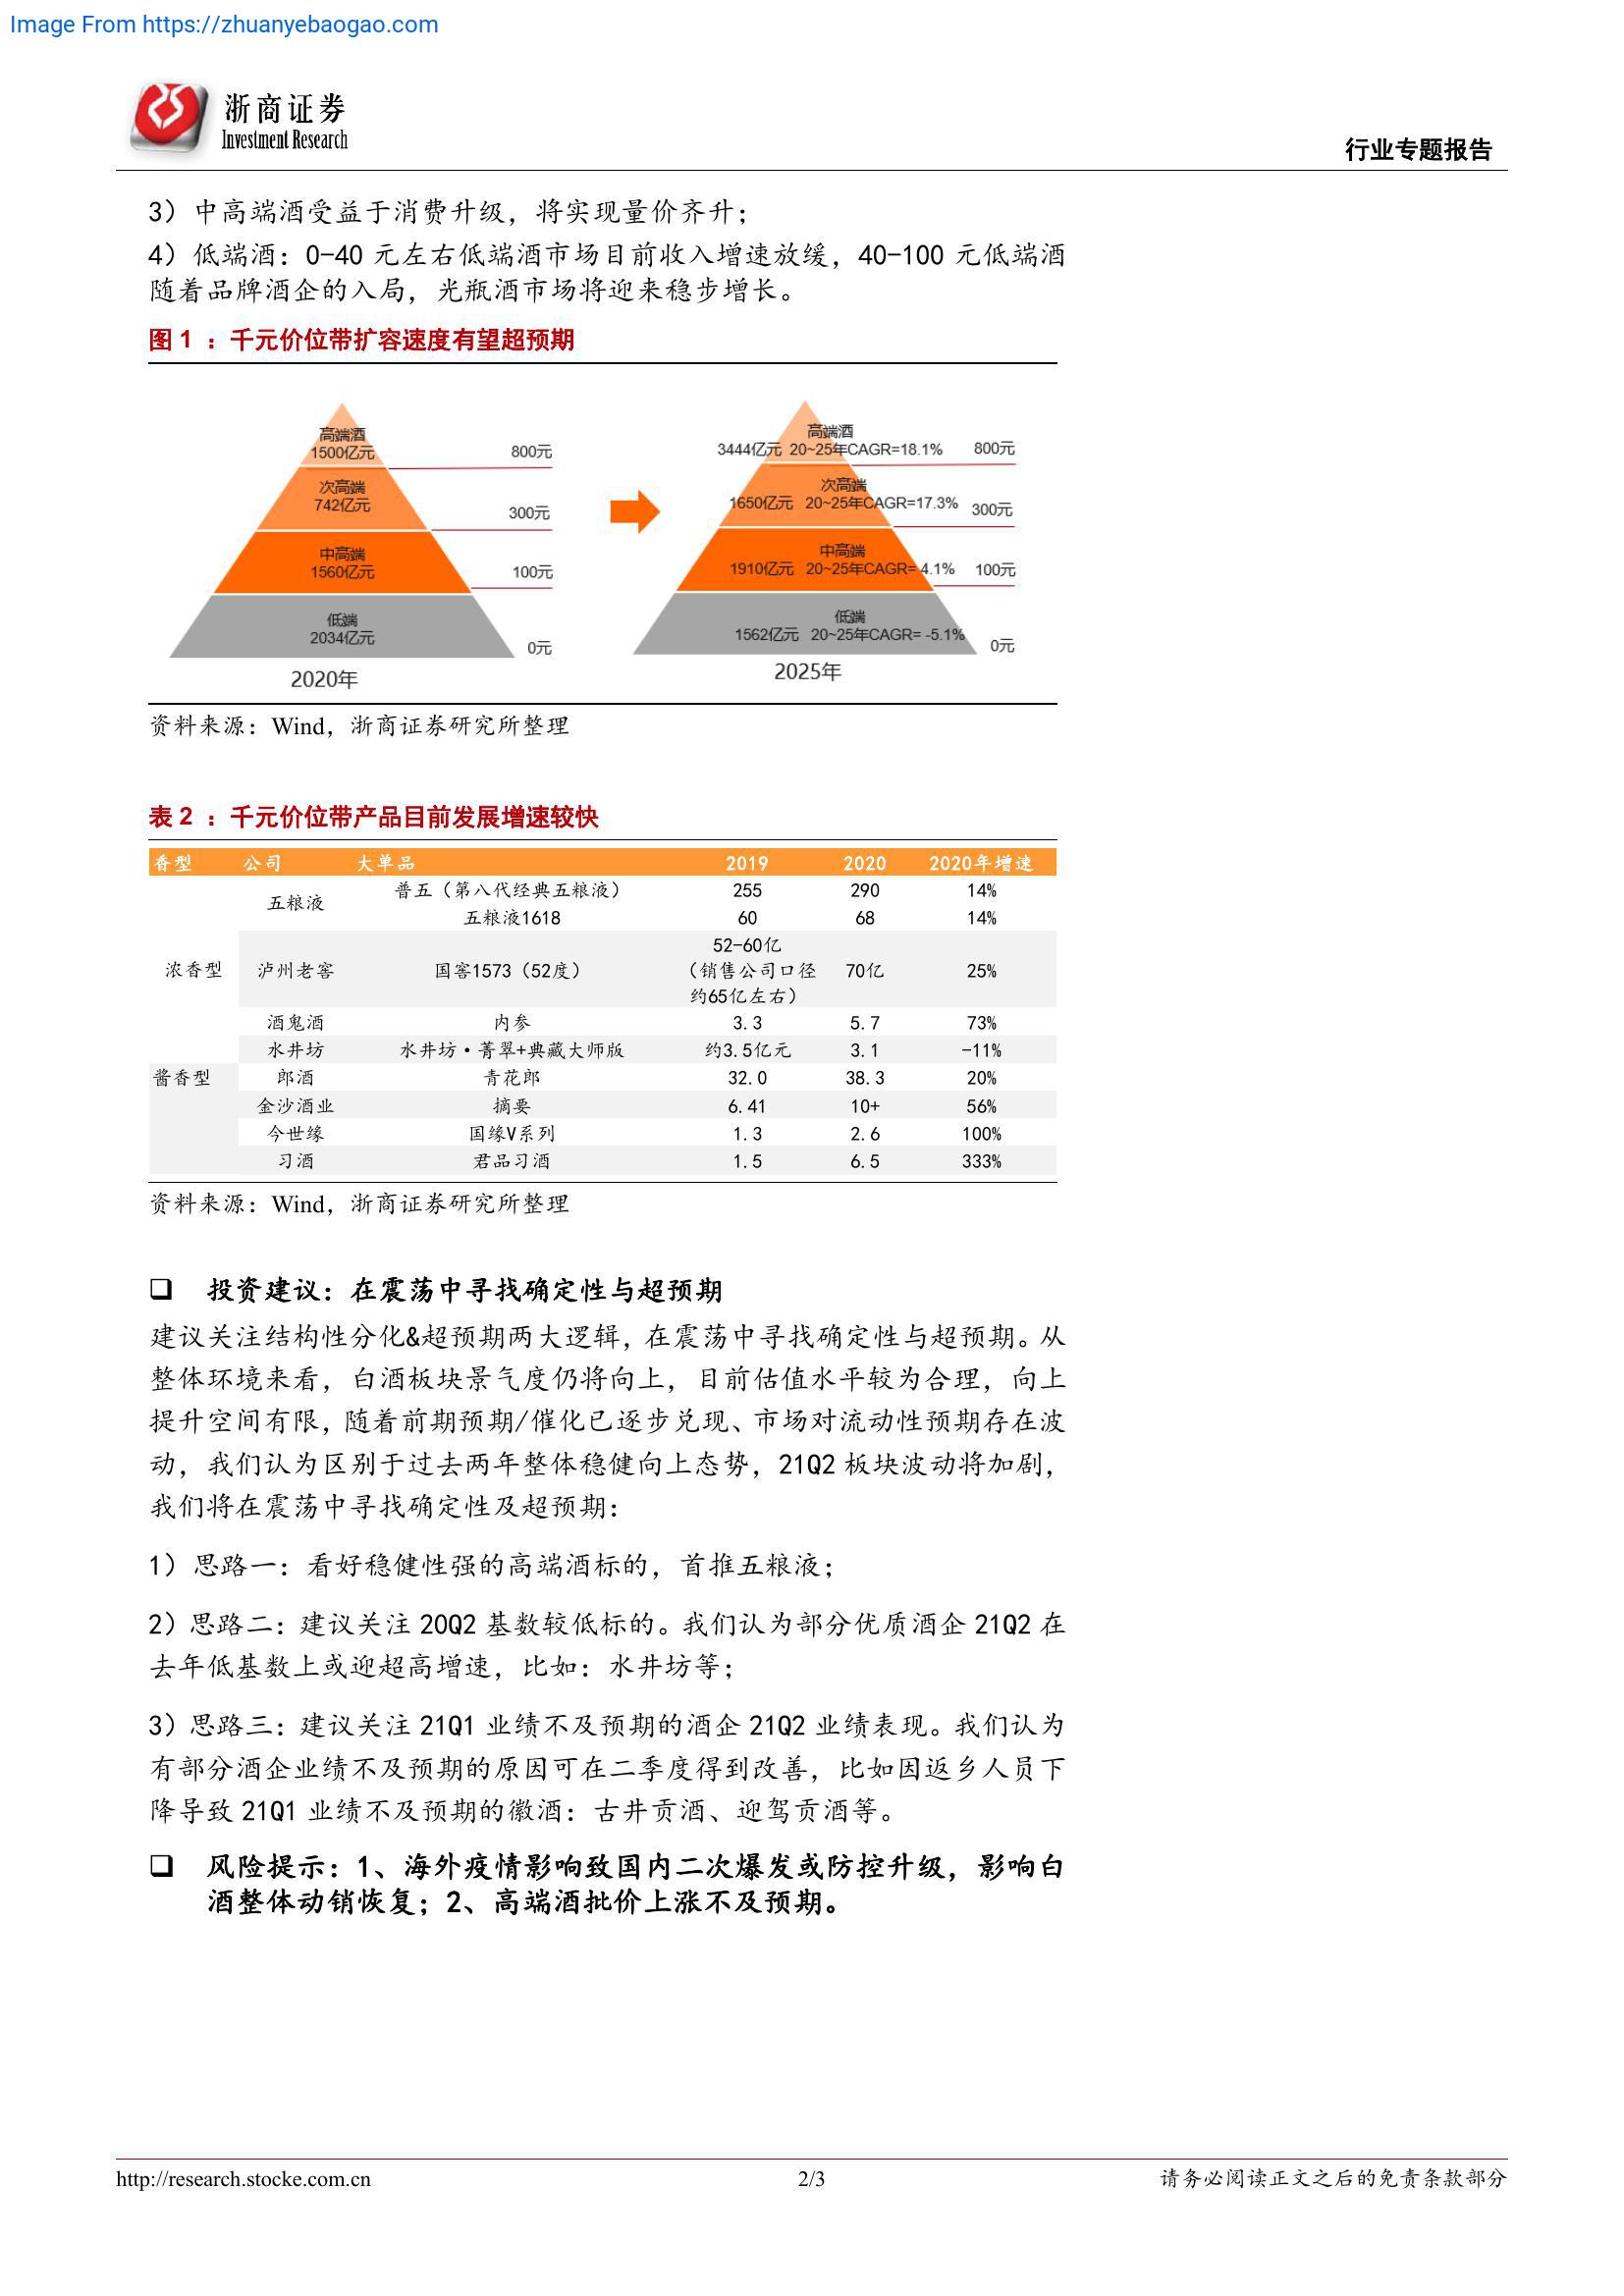 Image From https://zhuanyebaogao.com
浙商证券
Investment Research
行业专题报告
3）中高端酒受益于消费升级，将实现量价齐升；
4）低端酒：0-40 元左右低端酒市场目前收入增速放缓，40-100 元低端酒
随着品牌酒企的入局，光瓶酒市场将迎来稳步增长。
图 1 ：千元价位带扩容速度有望超预期
高端酒
1500亿元
800元
次高端
742亿元
300元
中高端
1560亿元
100元
低端
2034亿元
0元
2020年
高端酒
3444亿元 20~25年CAGR=18.1% 800元
次高端
1650亿元 20~25年CAGR=17.3% 300元
中高端
1910亿元 20~25年CAGR= 4.1% 100元
低端
1562亿元 20~25年CAGR= -5.1% 0元
2025年
资料来源：Wind，浙商证券研究所整理
表 2 ：千元价位带产品目前发展增速较快
香型 公司 大单品 2019 2020 2020年增速
五粮液 普五（第八代经典五粮液） 255 290 14%
五粮液1618 60 68 14%
浓香型 泸州老窖 国窖1573（52度） 52-60亿（销售公司口径约65亿左右） 70亿 25%
酒鬼酒 内参 3.3 5.7 73%
水井坊 水井坊·菁翠+典藏大师版 约3.5亿元 3.1 -11%
酱香型 郎酒 青花郎 32.0 38.3 20%
金沙酒业 摘要 6.41 10+ 56%
今世缘 国缘V系列 1.3 2.6 100%
习酒 君品习酒 1.5 6.5 333%
资料来源：Wind，浙商证券研究所整理
❑ 投资建议：在震荡中寻找确定性与超预期
建议关注结构性分化&超预期两大逻辑，在震荡中寻找确定性与超预期。从
整体环境来看，白酒板块景气度仍将向上，目前估值水平较为合理，向上
提升空间有限，随着前期预期/催化已逐步兑现、市场对流动性预期存在波
动，我们认为区别于过去两年整体稳健向上态势，21Q2 板块波动将加剧，
我们将在震荡中寻找确定性及超预期：
1）思路一：看好稳健性强的高端酒标的，首推五粮液；
2）思路二：建议关注 20Q2 基数较低标的。我们认为部分优质酒企 21Q2 在
去年低基数上或迎超高增速，比如：水井坊等；
3）思路三：建议关注 21Q1 业绩不及预期的酒企 21Q2 业绩表现。我们认为
有部分酒企业绩不及预期的原因可在二季度得到改善，比如因返乡人员下
降导致 21Q1 业绩不及预期的徽酒：古井贡酒、迎驾贡酒等。
❑ 风险提示：1、海外疫情影响致国内二次爆发或防控升级，影响白
酒整体动销恢复；2、高端酒批价上涨不及预期。
http://research.stocke.com.cn
2/3
请务必阅读正文之后的免责条款部分